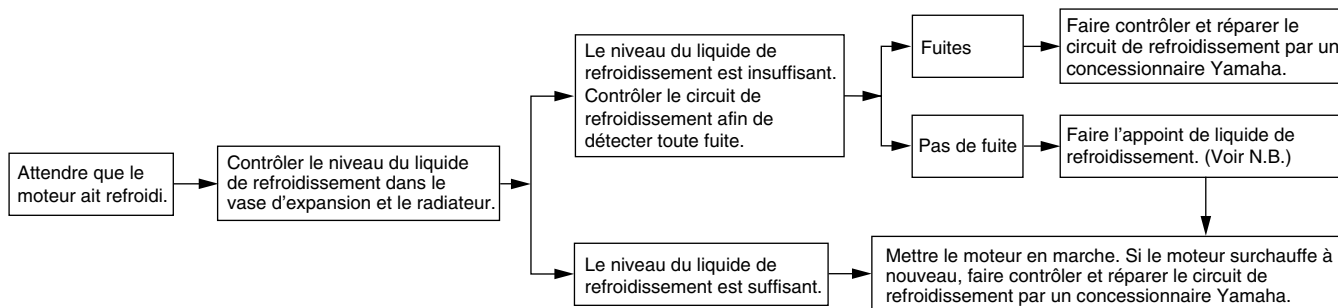 Attendre que le
moteur ait refroidi.
Contrôler le niveau du liquide
de refroidissement dans le
vase d'expansion et le radiateur.
Le niveau du liquide de
refroidissement est insuffisant.
Contrôler le circuit de
refroidissement afin de
détecter toute fuite.
Fuites
Faire contrôler et réparer le
circuit de refroidissement par un
concessionnaire Yamaha.
Pas de fuite
Faire l'appoint de liquide de
refroidissement. (Voir N.B.)
Le niveau du liquide de
refroidissement est suffisant.
Mettre le moteur en marche. Si le moteur surchauffe à
nouveau, faire contrôler et réparer le circuit de
refroidissement par un concessionnaire Yamaha.